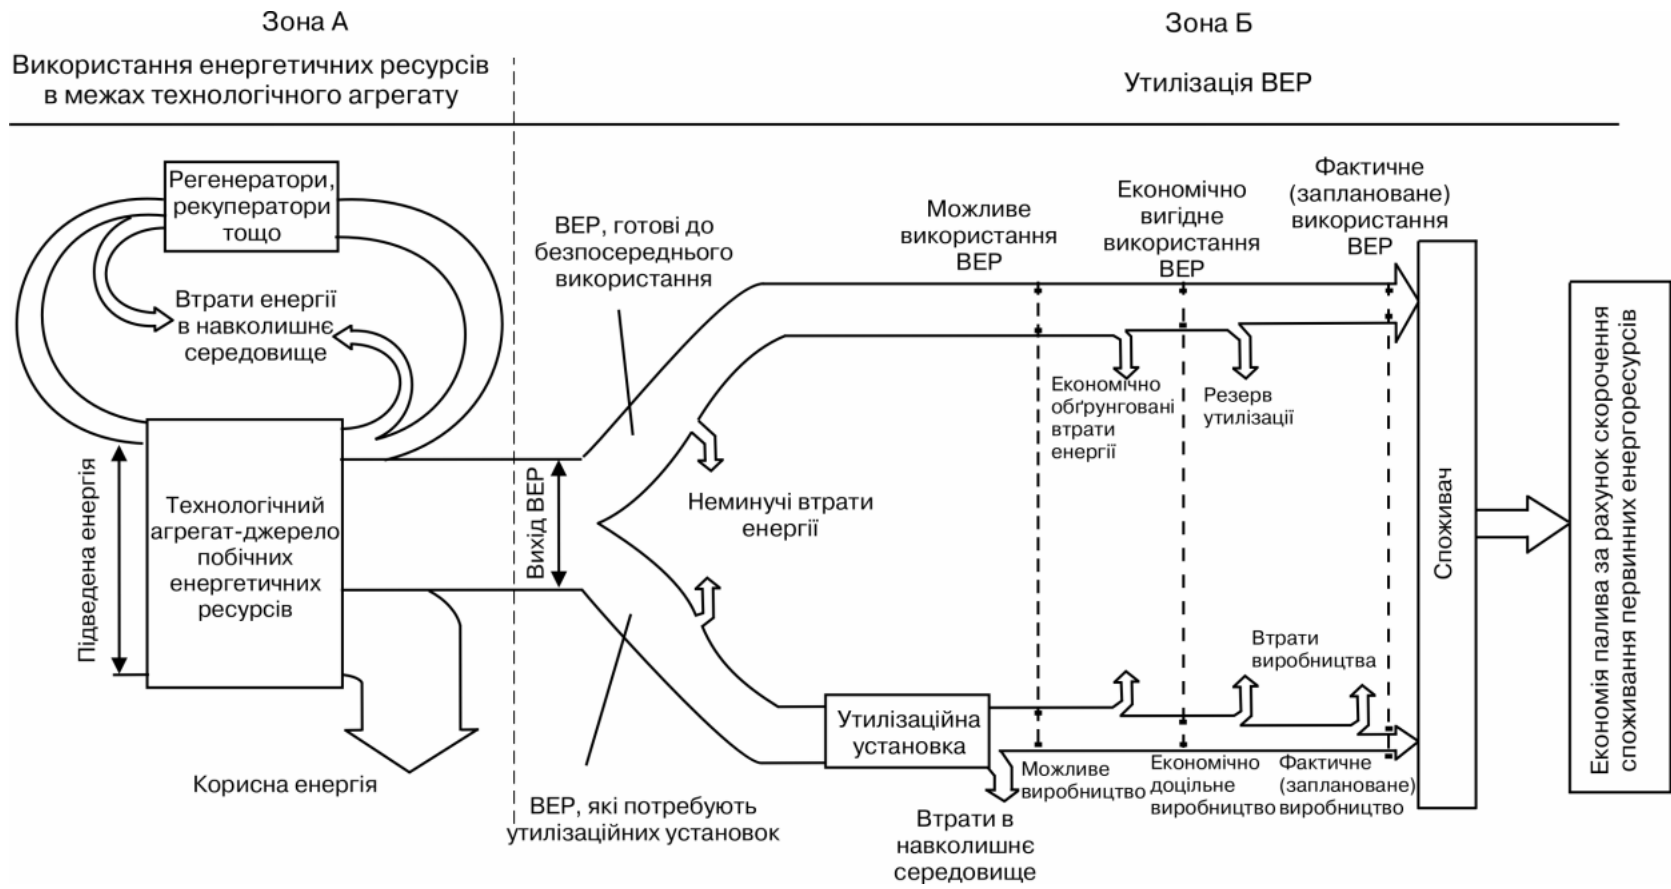 Зона А
Зона Б
Використання енергетичних ресурсів
в межах технологічного агрегату
Утилізація ВЕР
Регенератори,
рекуператори
тощо
Втрати енергії
в навколишнє
середовище
Підведена енергія
Технологічний
агрегат-джерело
побічних
енергетичних
ресурсів
Корисна енергія
ВЕР, готові до
безпосереднього
використання
Вихід ВЕР
Неминучі втрати
енергії
ВЕР, які потребують
утилізаційних установок
Можливе
використання
ВЕР
Економічно
вигідне
використання
ВЕР
Фактичне
(заплановане)
використання
ВЕР
Економічно
обґрунговані
втрати
енергії
Резерв
утилізації
Втрати
виробництва
Утилізаційна
установка
Можливе
виробництво
Економічно
доцільне
виробництво
Фактичне
(заплановане)
виробництво
Втрати в
навколишнє
середовище
Споживач
Економія палива за рахунок скорочення
споживання первинних енергоресурсів